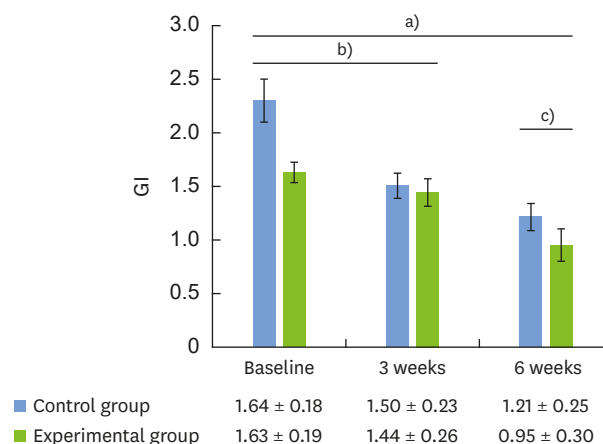 3.0
a)
b)
2.5
2.0
c)
GI
1.5
1.0
0.5
0
Baseline 3 weeks 6 weeks
Control group 1.64 ± 0.18 1.50 ± 0.23 1.21 ± 0.25
Experimental group 1.63 ± 0.19 1.44 ± 0.26 0.95 ± 0.30